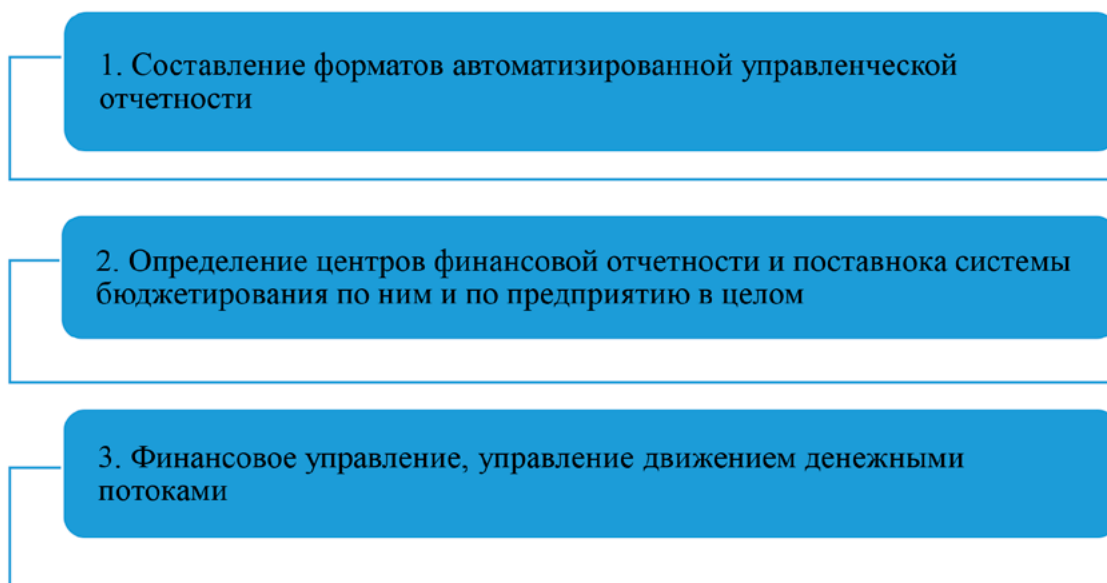 1. Составление форматов автоматизированной управленческой
отчетности
2. Определение центров финансовой отчетности и поставнока системы
бюджетирования по ним и по предприятию в целом
3. Финансовое управление, управление движением денежными
потоками